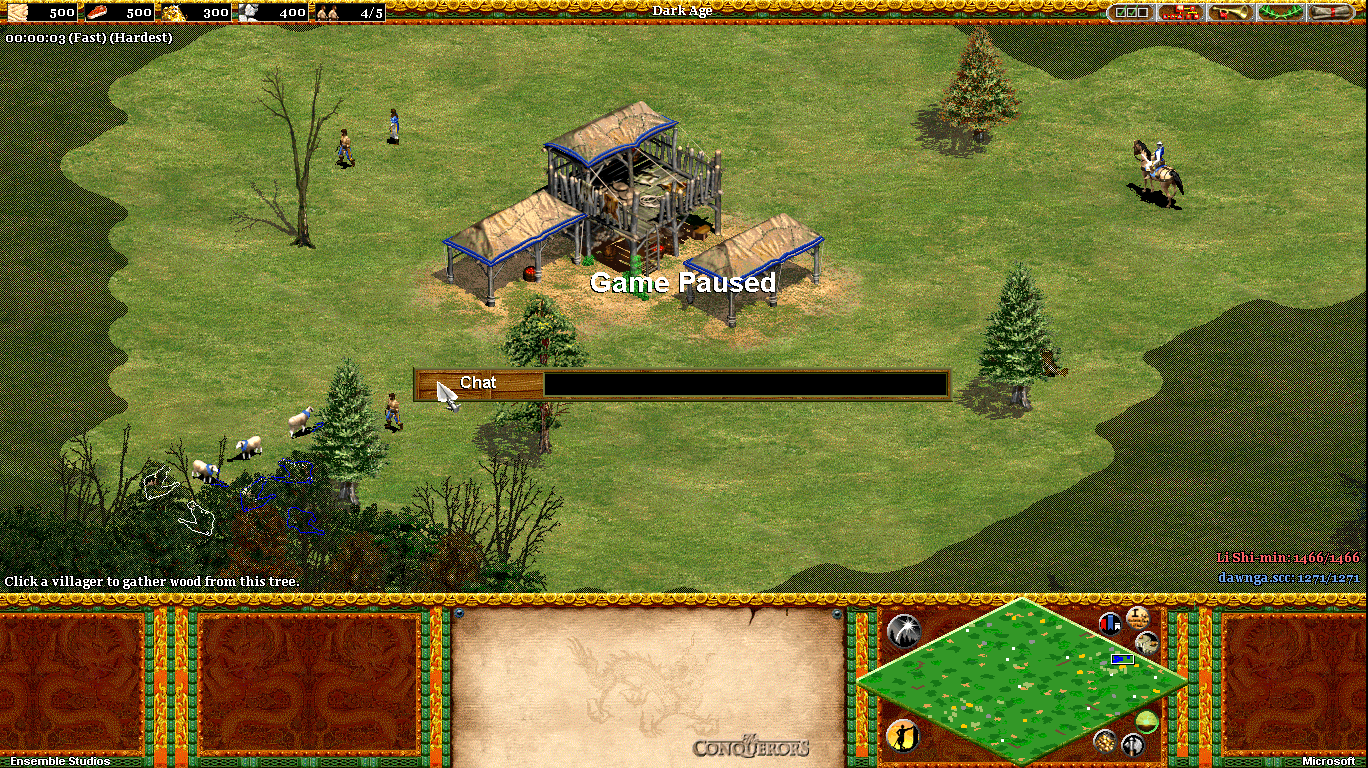 500 500 300 400 4/5
Dark Age
00:00:03 (Fast) (Hardest)
Game Paused
Chat
Li Shi-min: 1466/1466
dawnga.scc: 1271/1271
Click a villager to gather wood from this tree.
The
CONQUERORS
Ensemble Studios
Microsoft